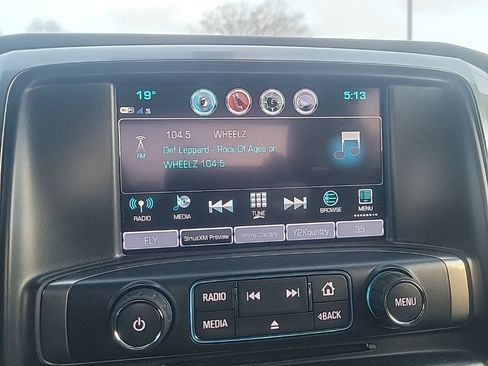 19°
5:13
104.5 WHEELZ
FM
Def Leppard - Rock Of Ages on
WHEELZ 104.5
RADIO MEDIA TUNE BROWSE MENU
FLY SiriusXM Preview Prime Country Y2Kountry 35
RADIO
MENU
MEDIA
BACK